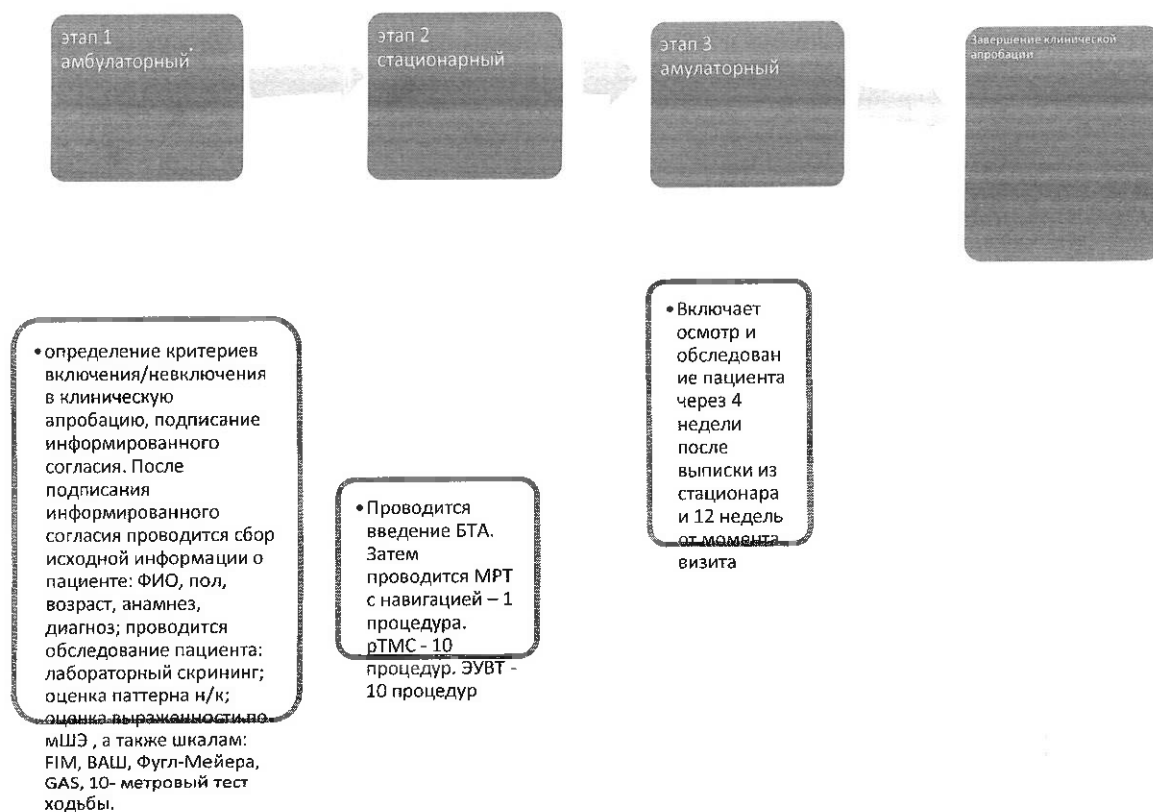 этап 1
амбулаторный
этап 2
стационарный
этап 3
амулаторный
Завершение клинической
апробации
•определение критериев
включения/невключения
в клиническую
апробацию, подписание
информированного
согласия. После
подписания
информированного
согласия проводится сбор
исходной информации о
пациенте: ФИО, пол,
возраст, анамнез,
диагноз; проводится
обследование пациента:
лабораторный скрининг;
оценка паттерна н/к;
оценка выраженности по
мШЭ , а также шкалам:
FIM, ВАШ, Фугл-Мейера,
GAS, 10- метровый тест
ходьбы.
•Проводится
введение БТА.
Затем
проводится МРТ
с навигацией – 1
процедура.
рТМС - 10
процедур. ЭУВТ -
10 процедур
•Включает
осмотр и
обследован
ие пациента
через 4
недели
после
выписки из
стационара
и 12 недель
от момента
визита